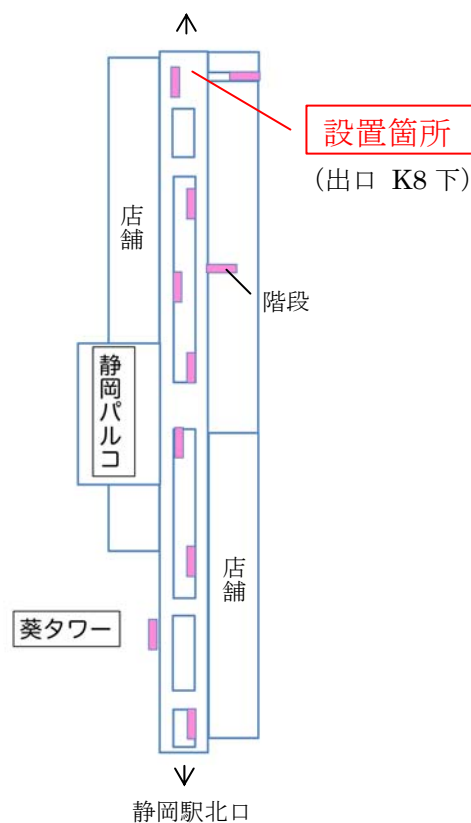 設置箇所
（出口 K8 下）
店舗
階段
静岡パルコ
店舗
葵タワー
静岡駅北口